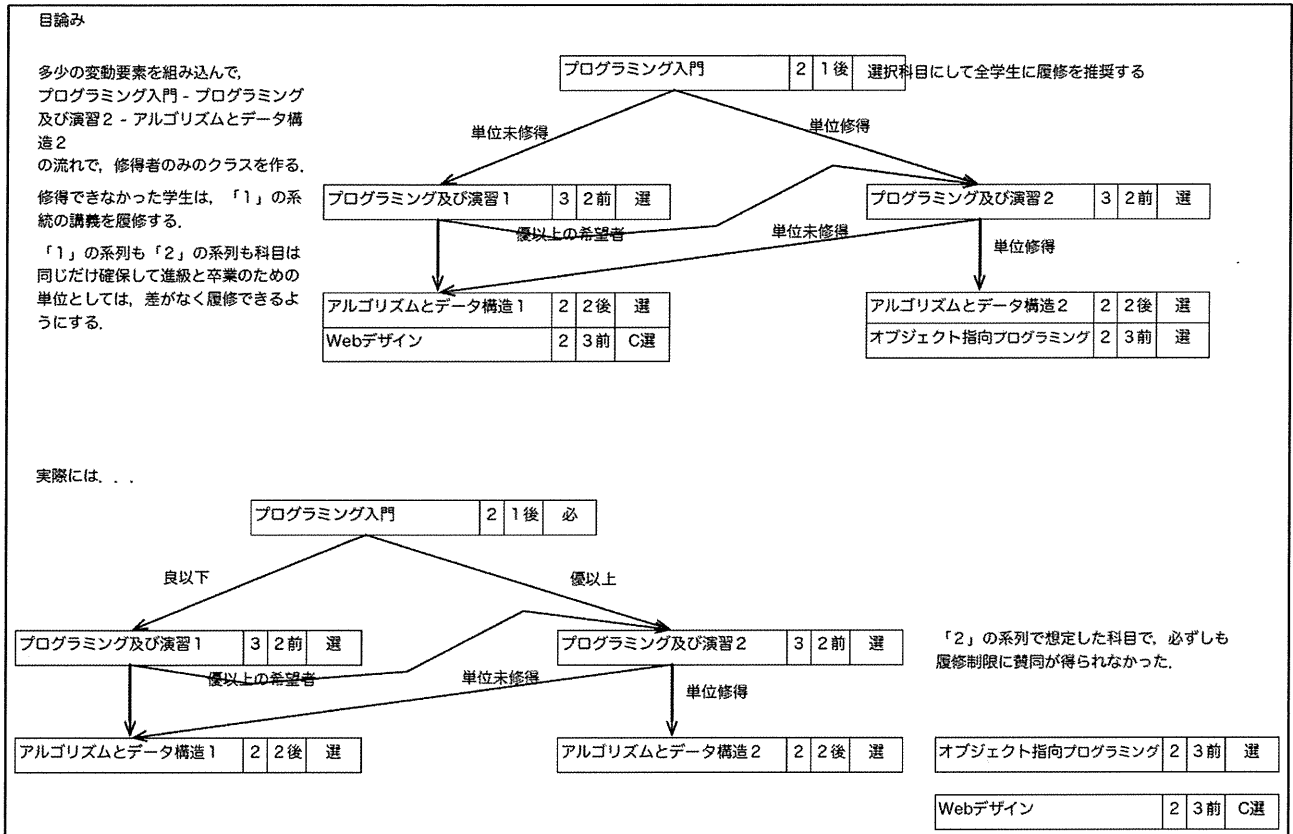 目論み
多少の変動要素を組み込んで,
プログラミング入門 - プログラミング
及び演習2 - アルゴリズムとデータ構
造2
の流れで, 修得者のみのクラスを作る.
修得できなかった学生は, 「1」の系
統の講義を履修する.
「1」の系列も「2」の系列も科目は
同じだけ確保して進級と卒業のための
単位としては, 差がなく履修できるよ
うにする.
プログラミング入門 2 1後 選択科目にして全学生に履修を推奨する
単位未修得 単位修得
プログラミング及び演習1 3 2前 選
プログラミング及び演習2 3 2前 選
優以上の希望者 単位未修得 単位修得
アルゴリズムとデータ構造1 2 2後 選
Webデザイン 2 3前 C選
アルゴリズムとデータ構造2 2 2後 選
オブジェクト指向プログラミング 2 3前 選
実際には...
プログラミング入門 2 1後 必
良以下 優以上
プログラミング及び演習1 3 2前 選
プログラミング及び演習2 3 2前 選
「2」の系列で想定した科目で, 必ずしも
履修制限に賛同が得られなかった.
優以上の希望者 単位未修得 単位修得
アルゴリズムとデータ構造1 2 2後 選
アルゴリズムとデータ構造2 2 2後 選
オブジェクト指向プログラミング 2 3前 選
Webデザイン 2 3前 C選